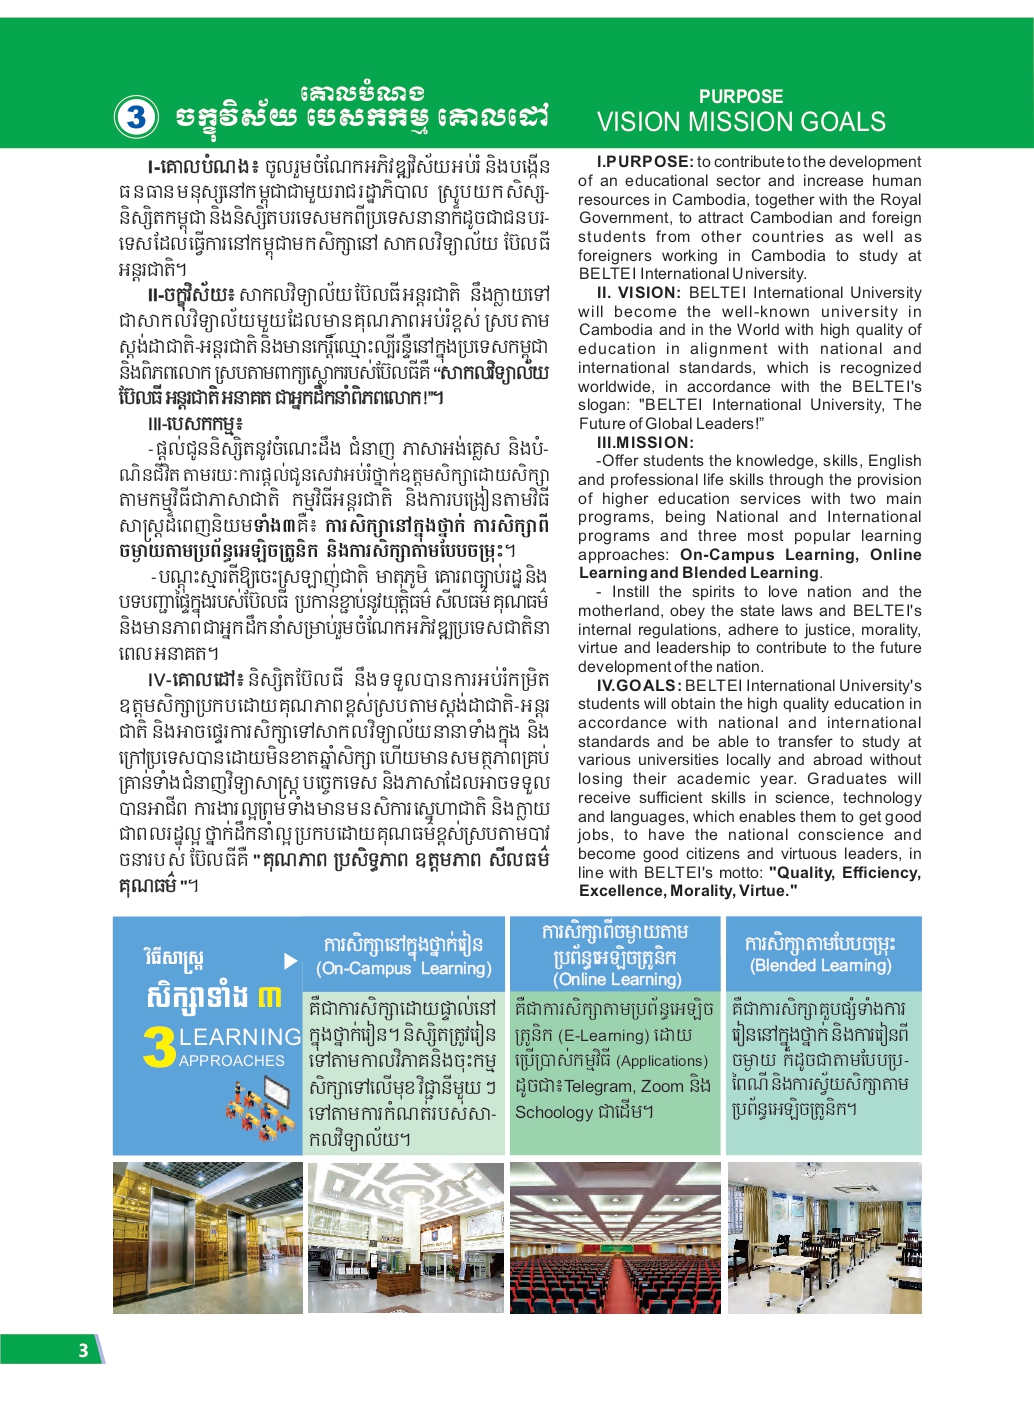 3
គោលបំណង
ចក្ខុវិស័យ បេសកកម្ម គោលដៅ
PURPOSE
VISION MISSION GOALS
I-គោលបំណង៖ ចូលរួមចំណែកអភិវឌ្ឍវិស័យអប់រំ និងបង្កើន
ធនធានមនុស្សនៅកម្ពុជាជាមួយរាជរដ្ឋាភិបាល ស្រូបយកសិស្ស-
និស្សិតកម្ពុជា និងនិស្សិតបរទេសមកពីប្រទេសនានាក៏ដូចជាជនបរ-
ទេសដែលធ្វើការនៅកម្ពុជាមកសិក្សានៅ សាកលវិទ្យាល័យ ប៊ែលធី
អន្តរជាតិ។
II-ចក្ខុវិស័យ៖ សាកលវិទ្យាល័យប៊ែលធីអន្តរជាតិ នឹងក្លាយទៅ
ជាសាកលវិទ្យាល័យមួយដែលមានគុណភាពអប់រំខ្ពស់ ស្របតាម
ស្តង់ដាជាតិ-អន្តរជាតិ និងមានកេរ្តិ៍ឈ្មោះល្បីរន្ទឺនៅក្នុងប្រទេសកម្ពុជា
និងពិភពលោក ស្របតាមពាក្យស្លោករបស់ប៊ែលធីគឺ “សាកលវិទ្យាល័យ
ប៊ែលធី អន្តរជាតិ អនាគត ជាអ្នកដឹកនាំពិភពលោក!”។
III-បេសកកម្ម៖
-ផ្តល់ជូននិស្សិតនូវចំណេះដឹង ជំនាញ ភាសាអង់គ្លេស និងបំ-
ណិនជីវិត តាមរយៈការផ្តល់ជូនសេវាអប់រំថ្នាក់ឧត្តមសិក្សាដោយសិក្សា
តាមកម្មវិធីជាភាសាជាតិ កម្មវិធីអន្តរជាតិ និងការបង្រៀនតាមវិធី
សាស្ត្រដ៏ពេញនិយមទាំង៣គឺ៖ ការសិក្សានៅក្នុងថ្នាក់ ការសិក្សាពី
ចម្ងាយតាមប្រព័ន្ធអេឡិចត្រូនិក និងការសិក្សាតាមបែបចម្រុះ។
-បណ្តុះស្មារតីឱ្យចេះស្រឡាញ់ជាតិ មាតុភូមិ គោរពច្បាប់រដ្ឋ និង
បទបញ្ជាផ្ទៃក្នុងរបស់ប៊ែលធី ប្រកាន់ខ្ជាប់នូវយុត្តិធម៌ សីលធម៌ គុណធម៌
និងមានភាពជាអ្នកដឹកនាំសម្រាប់រួមចំណែកអភិវឌ្ឍប្រទេសជាតិនា
ពេលអនាគត។
IV-គោលដៅ៖ និស្សិតប៊ែលធី នឹងទទួលបានការអប់រំកម្រិត
ឧត្តមសិក្សាប្រកបដោយគុណភាពខ្ពស់ស្របតាមស្តង់ដាជាតិ-អន្តរ
ជាតិ និងអាចផ្ទេរការសិក្សាទៅសាកលវិទ្យាល័យនានាទាំងក្នុង និង
ក្រៅប្រទេសបានដោយមិនខាតឆ្នាំសិក្សា ហើយមានសមត្ថភាពគ្រប់
គ្រាន់ទាំងជំនាញវិទ្យាសាស្ត្រ បច្ចេកទេស និងភាសាដែលអាចទទួល
បានអាជីព ការងារល្អព្រមទាំងមានមនសិការស្នេហាជាតិ និងក្លាយ
ជាពលរដ្ឋល្អ ថ្នាក់ដឹកនាំល្អ ប្រកបដោយគុណធម៌ខ្ពស់ស្របតាមបាវ
ចនារបស់ ប៊ែលធីគឺ "គុណភាព ប្រសិទ្ធភាព ឧត្តមភាព សីលធម៌
គុណធម៌"។
I.PURPOSE: to contribute to the development
of an educational sector and increase human
resources in Cambodia, together with the Royal
Government, to attract Cambodian and foreign
students from other countries as well as
foreigners working in Cambodia to study at
BELTEI International University.
II. VISION: BELTEI International University
will become the well-known university in
Cambodia and in the World with high quality of
education in alignment with national and
international standards, which is recognized
worldwide, in accordance with the BELTEI's
slogan: "BELTEI International University, The
Future of Global Leaders!”
III.MISSION:
-Offer students the knowledge, skills, English
and professional life skills through the provision
of higher education services with two main
programs, being National and International
programs and three most popular learning
approaches: On-Campus Learning, Online
Learning and Blended Learning.
- Instill the spirits to love nation and the
motherland, obey the state laws and BELTEI's
internal regulations, adhere to justice, morality,
virtue and leadership to contribute to the future
development of the nation.
IV.GOALS: BELTEI International University's
students will obtain the high quality education in
accordance with national and international
standards and be able to transfer to study at
various universities locally and abroad without
losing their academic year. Graduates will
receive sufficient skills in science, technology
and languages, which enables them to get good
jobs, to have the national conscience and
become good citizens and virtuous leaders, in
line with BELTEI's motto: "Quality, Efficiency,
Excellence, Morality, Virtue."
វិធីសាស្ត្រ
សិក្សាទាំង ៣
3 LEARNING
APPROACHES
ការសិក្សានៅក្នុងថ្នាក់រៀន
(On-Campus Learning)
គឺជាការសិក្សាដោយផ្ទាល់នៅ
ក្នុងថ្នាក់រៀន។ និស្សិតត្រូវរៀន
ទៅតាមកាលវិភាគនិងចុះកម្ម
សិក្សាទៅលើមុខវិជ្ជានីមួយៗ
ទៅតាមការកំណត់របស់សា-
កលវិទ្យាល័យ។
ការសិក្សាពីចម្ងាយតាម
ប្រព័ន្ធអេឡិចត្រូនិក
(Online Learning)
គឺជាការសិក្សាតាមប្រព័ន្ធអេឡិច
ត្រូនិក (E-Learning) ដោយ
ប្រើប្រាស់កម្មវិធី (Applications)
ដូចជា៖Telegram, Zoom និង
Schoology ជាដើម។
ការសិក្សាតាមបែបចម្រុះ
(Blended Learning)
គឺជាការសិក្សាគួបផ្សំទាំងការ
រៀននៅក្នុងថ្នាក់ និងការរៀនពី
ចម្ងាយ ក៏ដូចជាតាមបែបប្រ-
ពៃណី និងការស្វ័យសិក្សាតាម
ប្រព័ន្ធអេឡិចត្រូនិក។
3